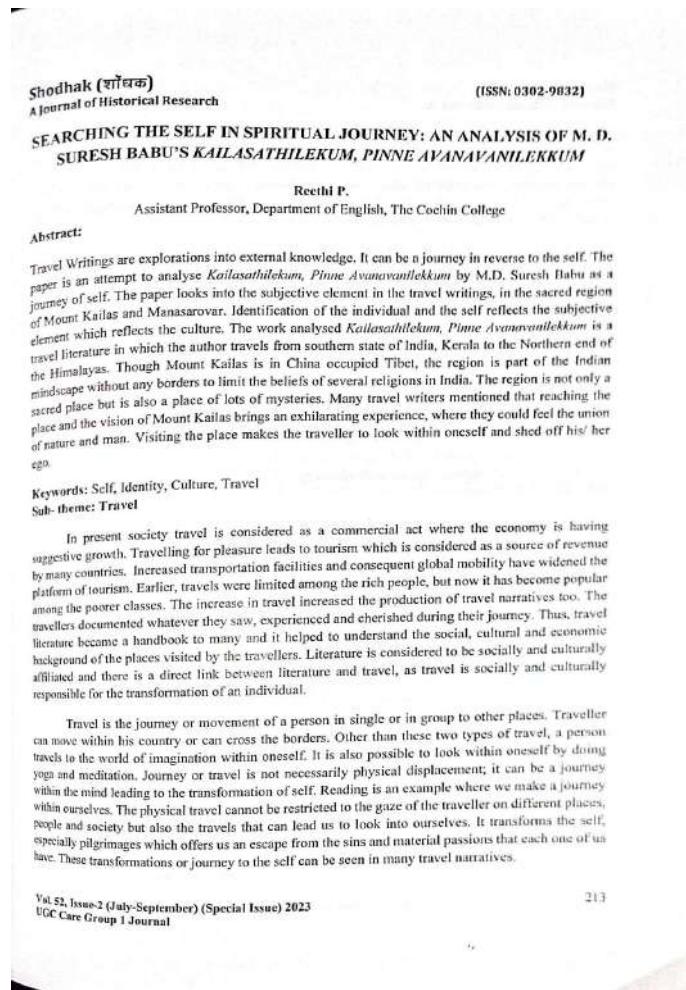 Shodhak (शोधक)
(ISSN: 0302-9832)
A Journal of Historical Research
SEARCHING THE SELF IN SPIRITUAL JOURNEY: AN ANALYSIS OF M. D.
SURESH BABU'S KAILASATHILEKUM, PINNE AVANAVANILEKKUM
Reethi P.
Assistant Professor, Department of English, The Cochin College
Abstract:
Travel Writings are explorations into external knowledge. It can be a journey in reverse to the self. The
paper is an attempt to analyse Kailasathilekum, Pinne Avanavanilekkum by M.D. Suresh Babu as a
journey of self. The paper looks into the subjective element in the travel writings, in the sacred region
of Mount Kailas and Manasarovar. Identification of the individual and the self reflects the subjective
element which reflects the culture. The work analysed Kailasathilekum, Pinne Avanavanilekkum is a
travel literature in which the author travels from southern state of India, Kerala to the Northern end of
the Himalayas. Though Mount Kailas is in China occupied Tibet, the region is part of the Indian
mindscape without any borders to limit the beliefs of several religions in India. The region is not only a
sacred place but is also a place of lots of mysteries. Many travel writers mentioned that reaching the
place and the vision of Mount Kailas brings an exhilarating experience, where they could feel the union
of nature and man. Visiting the place makes the traveller to look within oneself and shed off his/ her
ego.
Keywords: Self, Identity, Culture, Travel
Sub- theme: Travel
In present society travel is considered as a commercial act where the economy is having
suggestive growth. Travelling for pleasure leads to tourism which is considered as a source of revenue
by many countries. Increased transportation facilities and consequent global mobility have widened the
platform of tourism. Earlier, travels were limited among the rich people, but now it has become popular
among the poorer classes. The increase in travel increased the production of travel narratives too. The
travellers documented whatever they saw, experienced and cherished during their journey. Thus, travel
literature became a handbook to many and it helped to understand the social, cultural and economic
background of the places visited by the travellers. Literature is considered to be socially and culturally
affiliated and there is a direct link between literature and travel, as travel is socially and culturally
responsible for the transformation of an individual.
Travel is the journey or movement of a person in single or in group to other places. Traveller
can move within his country or can cross the borders. Other than these two types of travel, a person
travels to the world of imagination within oneself. It is also possible to look within oneself by doing
yoga and meditation. Journey or travel is not necessarily physical displacement; it can be a journey
within the mind leading to the transformation of self. Reading is an example where we make a journey
within ourselves. The physical travel cannot be restricted to the gaze of the traveller on different places,
people and society but also the travels that can lead us to look into ourselves. It transforms the self,
especially pilgrimages which offers us an escape from the sins and material passions that each one of us
have. These transformations or journey to the self can be seen in many travel narratives.
Vol. 52, Issue-2 (July-September) (Special Issue) 2023
213
UGC Care Group 1 Journal